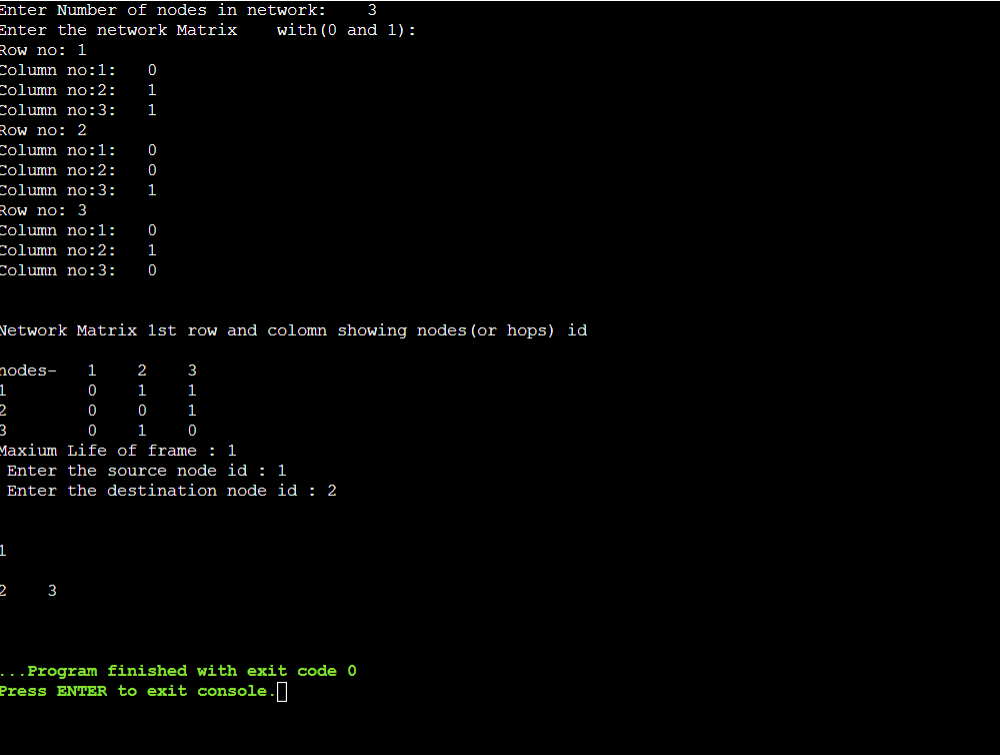 Enter Number of nodes in network:    3
Enter the network Matrix    with(0 and 1):
Row no: 1
Column no:1:   0
Column no:2:   1
Column no:3:   1
Row no: 2
Column no:1:   0
Column no:2:   0
Column no:3:   1
Row no: 3
Column no:1:   0
Column no:2:   1
Column no:3:   0
Network Matrix 1st row and colomn showing nodes(or hops) id
nodes-   1    2    3
1        0    1    1
2        0    0    1
3        0    1    0
Maxium Life of frame : 1
Enter the source node id : 1
Enter the destination node id : 2
1
2    3
...Program finished with exit code 0
Press ENTER to exit console.